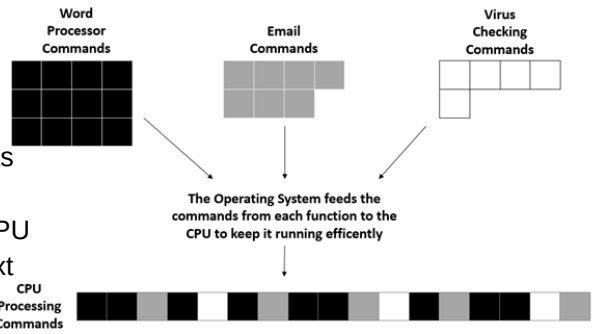 Word
Processor
Commands
Email
Commands
Virus
Checking
Commands
The Operating System feeds the
commands from each function to the
CPU to keep it running efficently
CPU
Processing
Commands